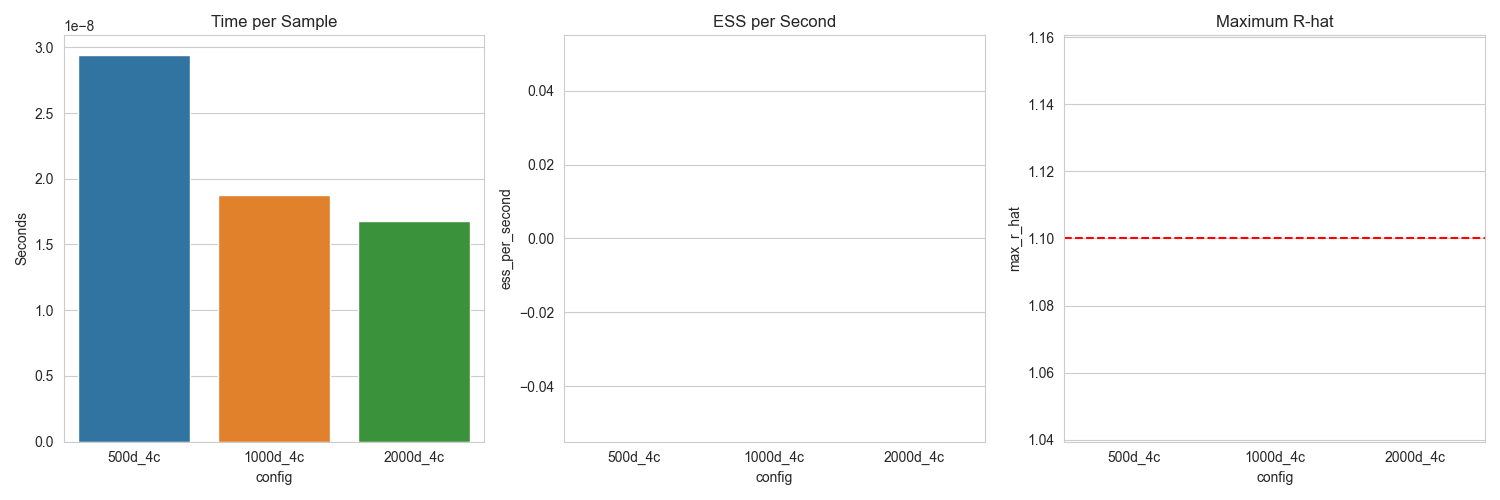 Time per Sample
1e−8
3.0
2.5
2.0
1.5
1.0
0.5
0.0
Seconds
500d_4c 1000d_4c 2000d_4c
config
ESS per Second
0.04
0.02
0.00
−0.02
−0.04
ess_per_second
500d_4c 1000d_4c 2000d_4c
config
Maximum R-hat
1.16
1.14
1.12
1.10
1.08
1.06
1.04
max_r_hat
500d_4c 1000d_4c 2000d_4c
config